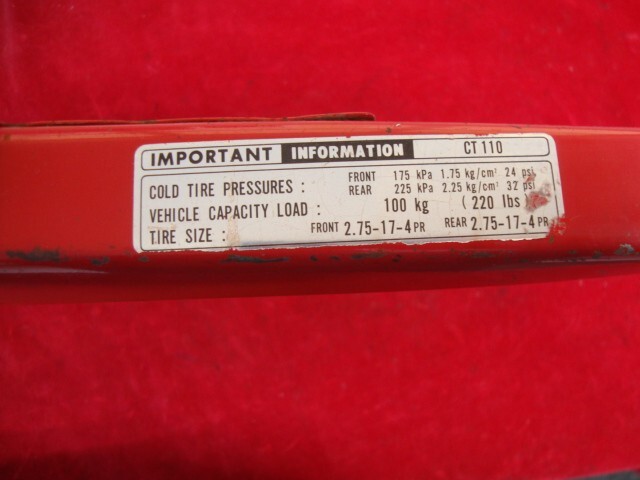 IMPORTANT INFORMATION CT 110
COLD TIRE PRESSURES : FRONT 175 kPa 1.75 kg/cm² 24 psi
REAR 225 kPa 2.25 kg/cm² 32 psi
VEHICLE CAPACITY LOAD : 100 kg ( 220 lbs )
TIRE SIZE : FRONT 2.75-17-4PR REAR 2.75-17-4PR